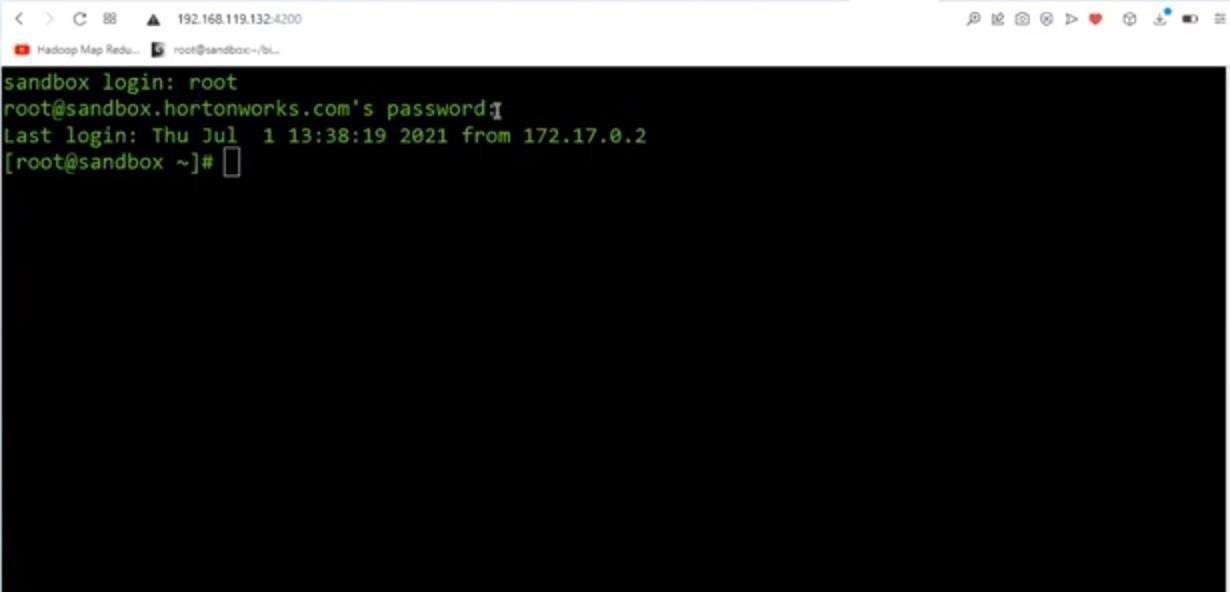 192.168.119.132:4200
Hadoop Map Redu...
root@sandbox:~/bi...
sandbox login: root
root@sandbox.hortonworks.com's password:
Last login: Thu Jul  1 13:38:19 2021 from 172.17.0.2
[root@sandbox ~]#